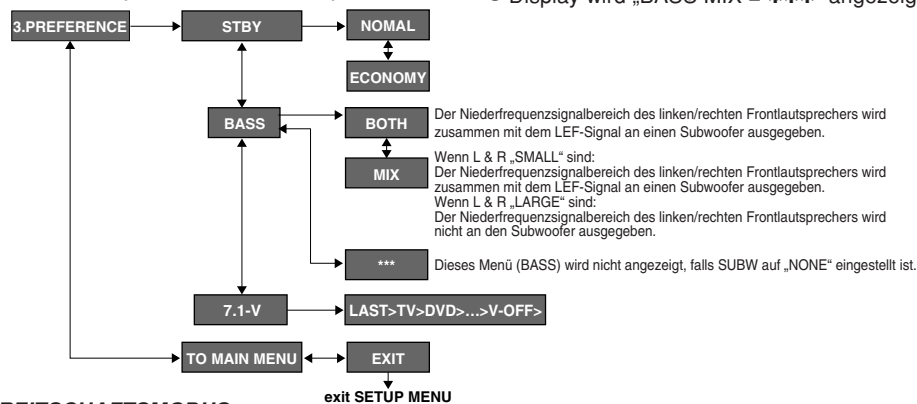 Display wird „BASS MIX = ***“
3.PREFERENCE
STBY
NOMAL
ECONOMY
BASS
BOTH
Der Niederfrequenzsignalbereich des linken/rechten Frontlautsprechers wird
zusammen mit dem LEF-Signal an einen Subwoofer ausgegeben.
MIX
Wenn L & R „SMALL“ sind:
Der Niederfrequenzsignalbereich des linken/rechten Frontlautsprechers wird
zusammen mit dem LEF-Signal an einen Subwoofer ausgegeben.
Wenn L & R „LARGE“ sind:
Der Niederfrequenzsignalbereich des linken/rechten Frontlautsprechers wird
nicht an den Subwoofer ausgegeben.
***
Dieses Menü (BASS) wird nicht angezeigt, falls SUBW auf „NONE“ eingestellt ist.
7.1-V
LAST>TV>DVD>...>V-OFF>
TO MAIN MENU
EXIT
exit SETUP MENU